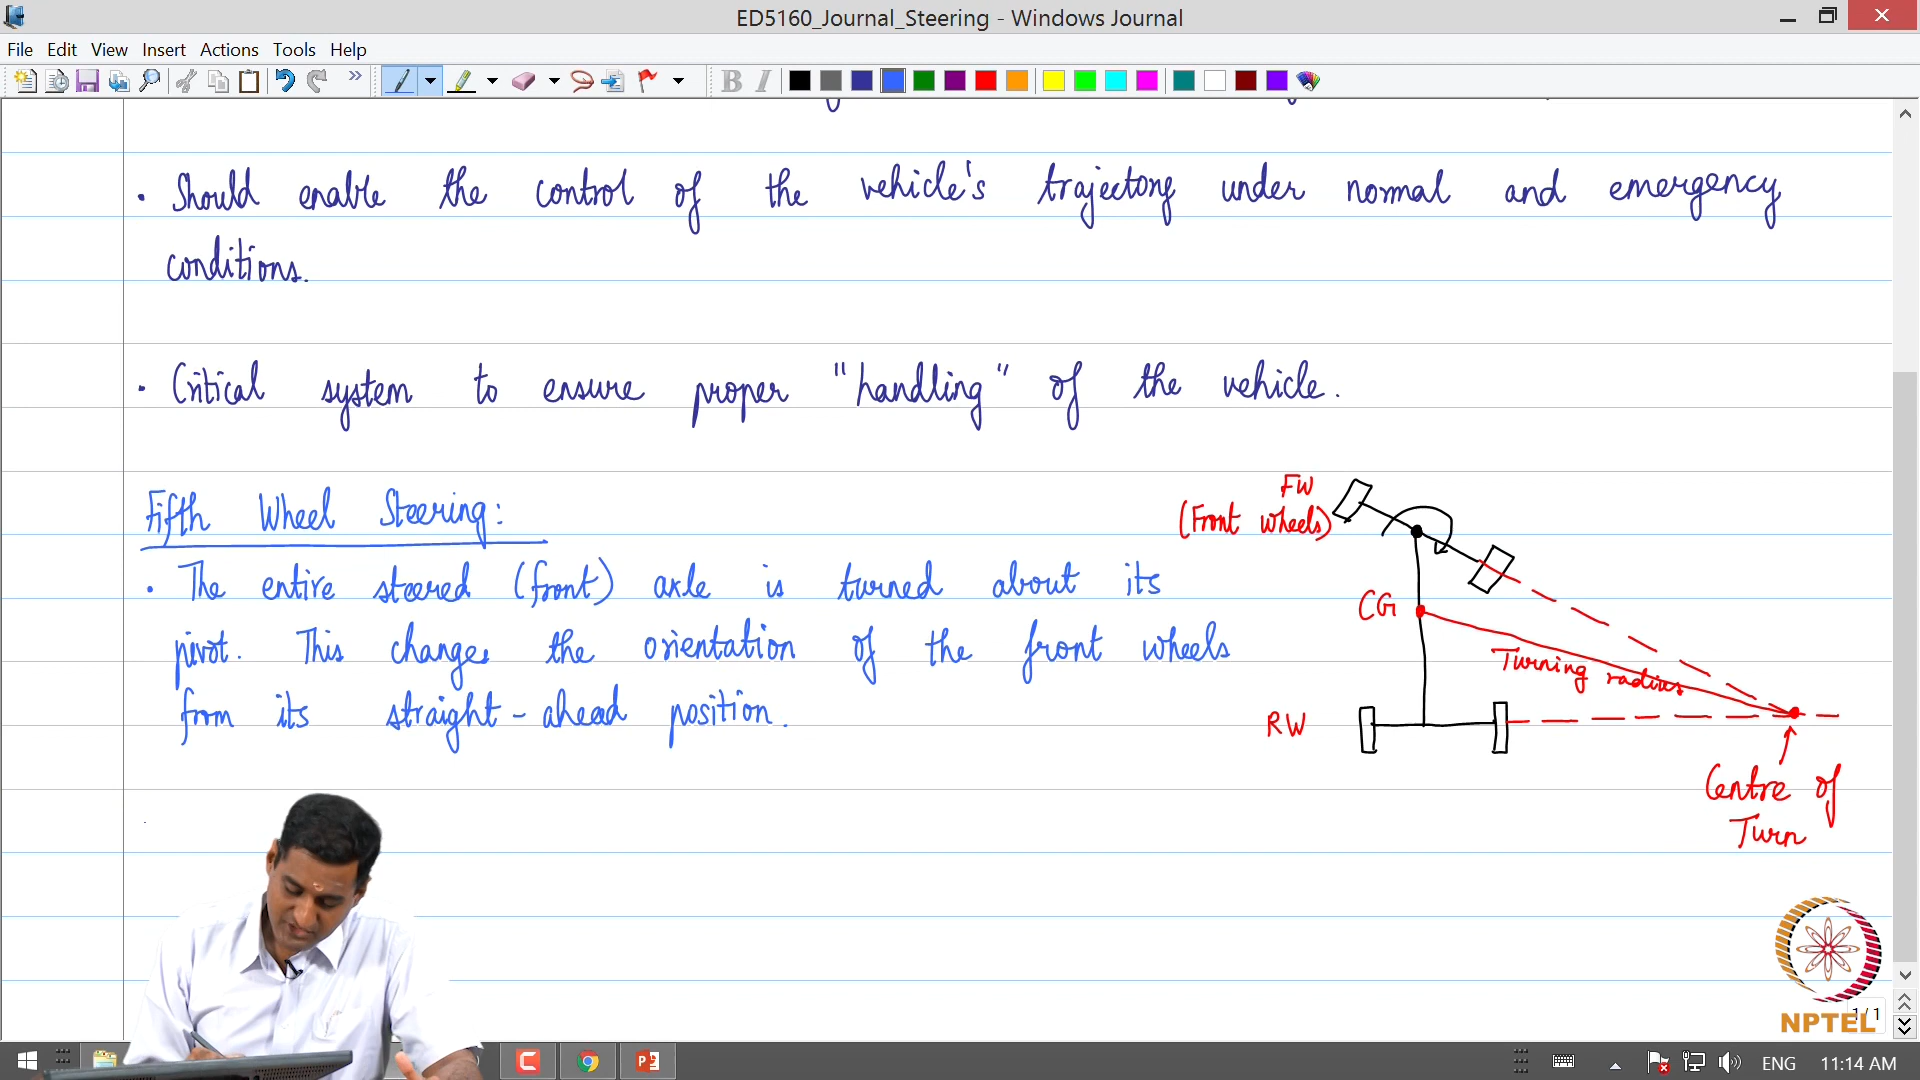 ED5160_Journal_Steering - Windows Journal
File Edit View Insert Actions Tools Help
B I
• Should enable the control of the vehicle's trajectory under normal and emergency
conditions.
• Critical system to ensure proper "handling" of the vehicle.
Fifth Wheel Steering:
• The entire steered (front) axle is turned about its
pivot. This changes the orientation of the front wheels
from its straight-ahead position.
FW
(Front wheels)
CG
Turning radius
RW
Centre of
Turn
NPTEL
1/1
ENG 11:14 AM